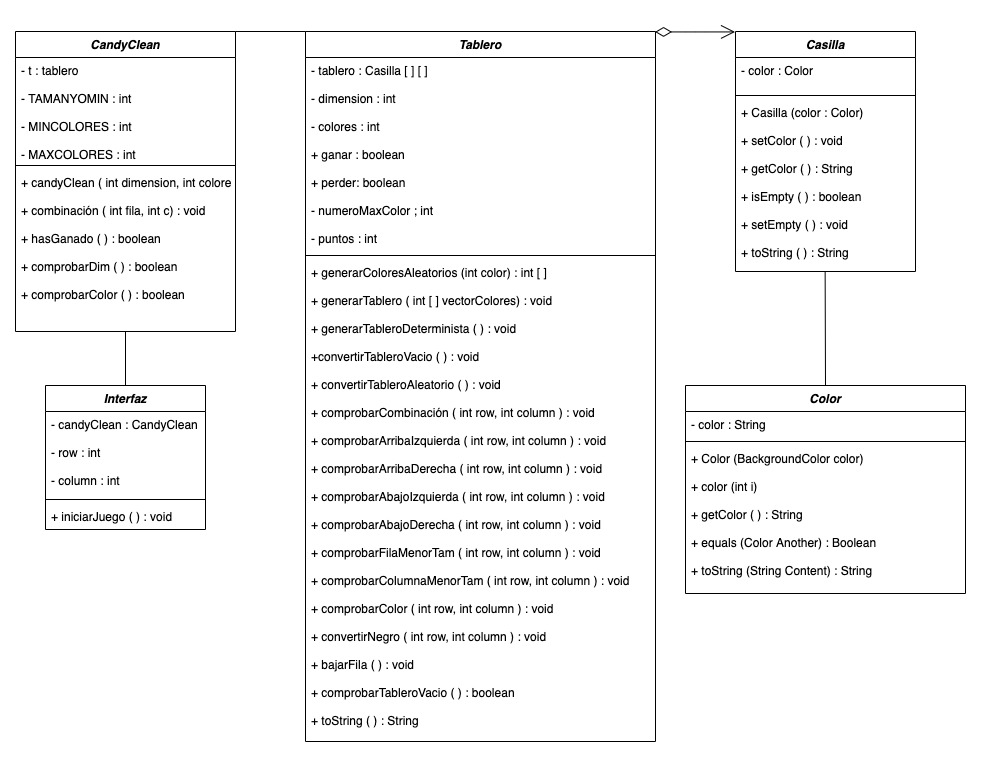 CandyClean
- t : tablero
- TAMANYOMIN : int
- MINCOLORES : int
- MAXCOLORES : int
+ candyClean ( int dimension, int colore
+ combinación ( int fila, int c) : void
+ hasGanado ( ) : boolean
+ comprobarDim ( ) : boolean
+ comprobarColor ( ) : boolean
Interfaz
- candyClean : CandyClean
- row : int
- column : int
+ iniciarJuego ( ) : void
Tablero
- tablero : Casilla [ ] [ ]
- dimension : int
- colores : int
+ ganar : boolean
+ perder: boolean
- numeroMaxColor ; int
- puntos : int
+ generarColoresAleatorios (int color) : int [ ]
+ generarTablero ( int [ ] vectorColores) : void
+ generarTableroDeterminista ( ) : void
+convertirTableroVacio ( ) : void
+ convertirTableroAleatorio ( ) : void
+ comprobarCombinación ( int row, int column ) : void
+ comprobarArribaIzquierda ( int row, int column ) : void
+ comprobarArribaDerecha ( int row, int column ) : void
+ comprobarAbajoIzquierda ( int row, int column ) : void
+ comprobarAbajoDerecha ( int row, int column ) : void
+ comprobarFilaMenorTam ( int row, int column ) : void
+ comprobarColumnaMenorTam ( int row, int column ) : void
+ comprobarColor ( int row, int column ) : void
+ convertirNegro ( int row, int column ) : void
+ bajarFila ( ) : void
+ comprobarTableroVacio ( ) : boolean
+ toString ( ) : String
Casilla
- color : Color
+ Casilla (color : Color)
+ setColor ( ) : void
+ getColor ( ) : String
+ isEmpty ( ) : boolean
+ setEmpty ( ) : void
+ toString ( ) : String
Color
- color : String
+ Color (BackgroundColor color)
+ color (int i)
+ getColor ( ) : String
+ equals (Color Another) : Boolean
+ toString (String Content) : String